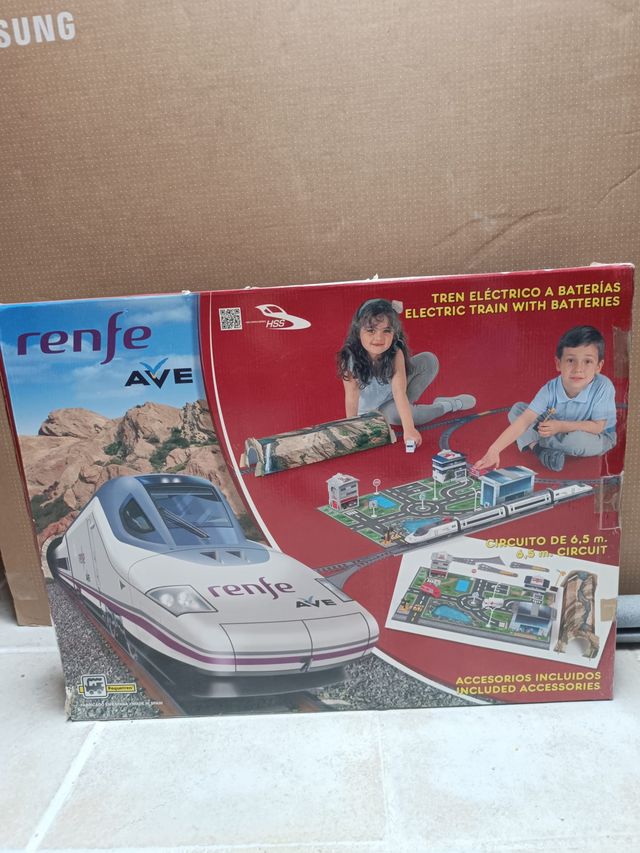 SUNG
renfe
AVE
HSS
TREN ELÉCTRICO A BATERÍAS
ELECTRIC TRAIN WITH BATTERIES
CIRCUITO DE 6,5 m.
6,5 m. CIRCUIT
renfe
AVE
ACCESORIOS INCLUIDOS
INCLUDED ACCESSORIES